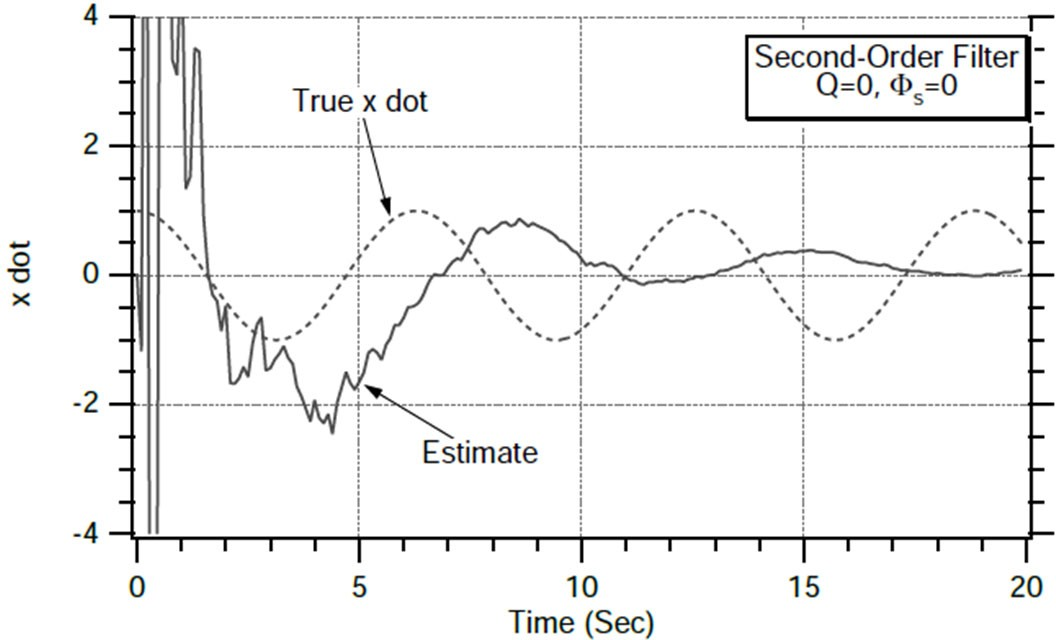 4
2
0
-2
-4
x dot
Second-Order Filter
Q=0, Φs=0
True x dot
Estimate
0 5 10 15 20
Time (Sec)